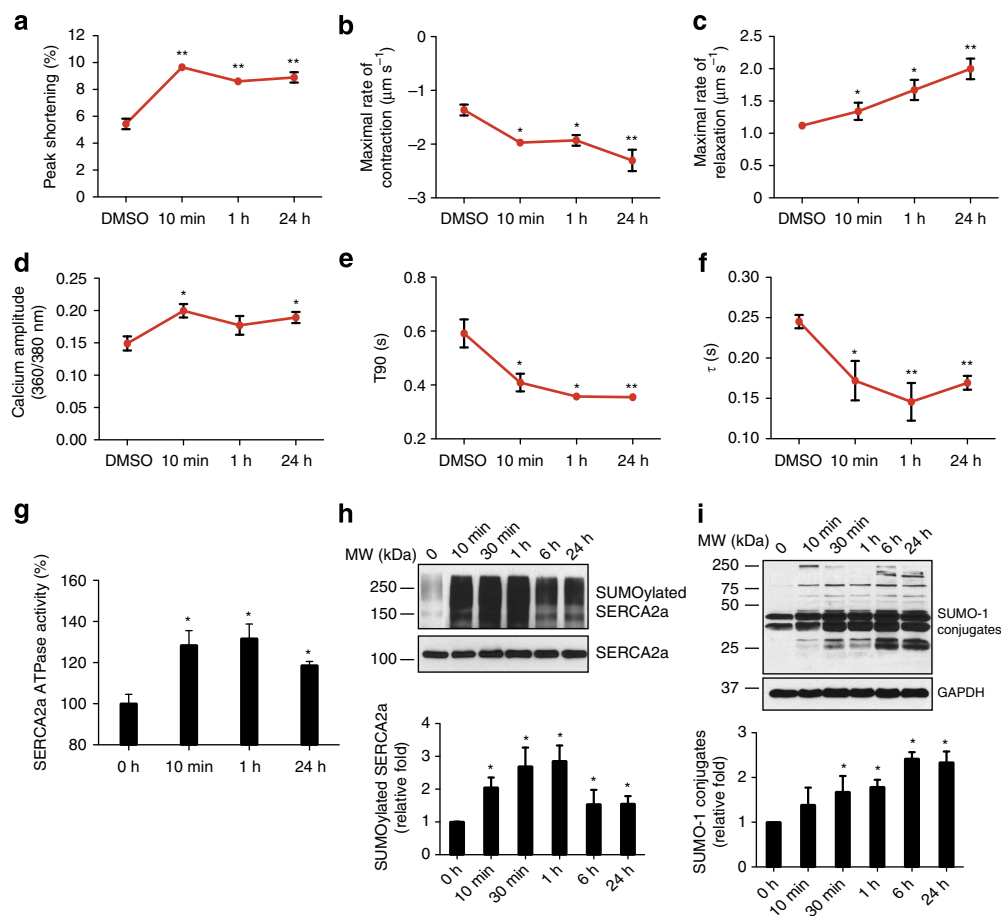 a
Peak shortening (%)
14
12
10
8
6
4
2
0
**
**
**
DMSO 10 min 1 h 24 h
b
Maximal rate of
contraction (μm s⁻¹)
0
–1
–2
–3
*
*
**
DMSO 10 min 1 h 24 h
c
Maximal rate of
relaxation (μm s⁻¹)
2.5
2.0
1.5
1.0
0.5
0
*
*
**
DMSO 10 min 1 h 24 h
d
Calcium amplitude
(360/380 nm)
0.25
0.20
0.15
0.10
0.05
0.00
*
*
DMSO 10 min 1 h 24 h
e
T90 (s)
0.8
0.6
0.4
0.2
*
*
**
DMSO 10 min 1 h 24 h
f
τ (s)
0.30
0.25
0.20
0.15
0.10
*
**
**
DMSO 10 min 1 h 24 h
g
SERCA2a ATPase activity (%)
160
140
120
100
80
*
*
*
0 h 10 min 1 h 24 h
h
MW (kDa) 0 10 min 30 min 1 h 6 h 24 h
250
150
SUMOylated
SERCA2a
100
SERCA2a
SUMOylated SERCA2a
(relative fold)
4
3
2
1
0
*
*
*
*
*
0 h 10 min 30 min 1 h 6 h 24 h
i
MW (kDa) 0 10 min 30 min 1 h 6 h 24 h
250
75
50
25
SUMO-1
conjugates
37
GAPDH
SUMO-1 conjugates
(relative fold)
3
2
1
0
*
*
*
*
0 h 10 min 30 min 1 h 6 h 24 h